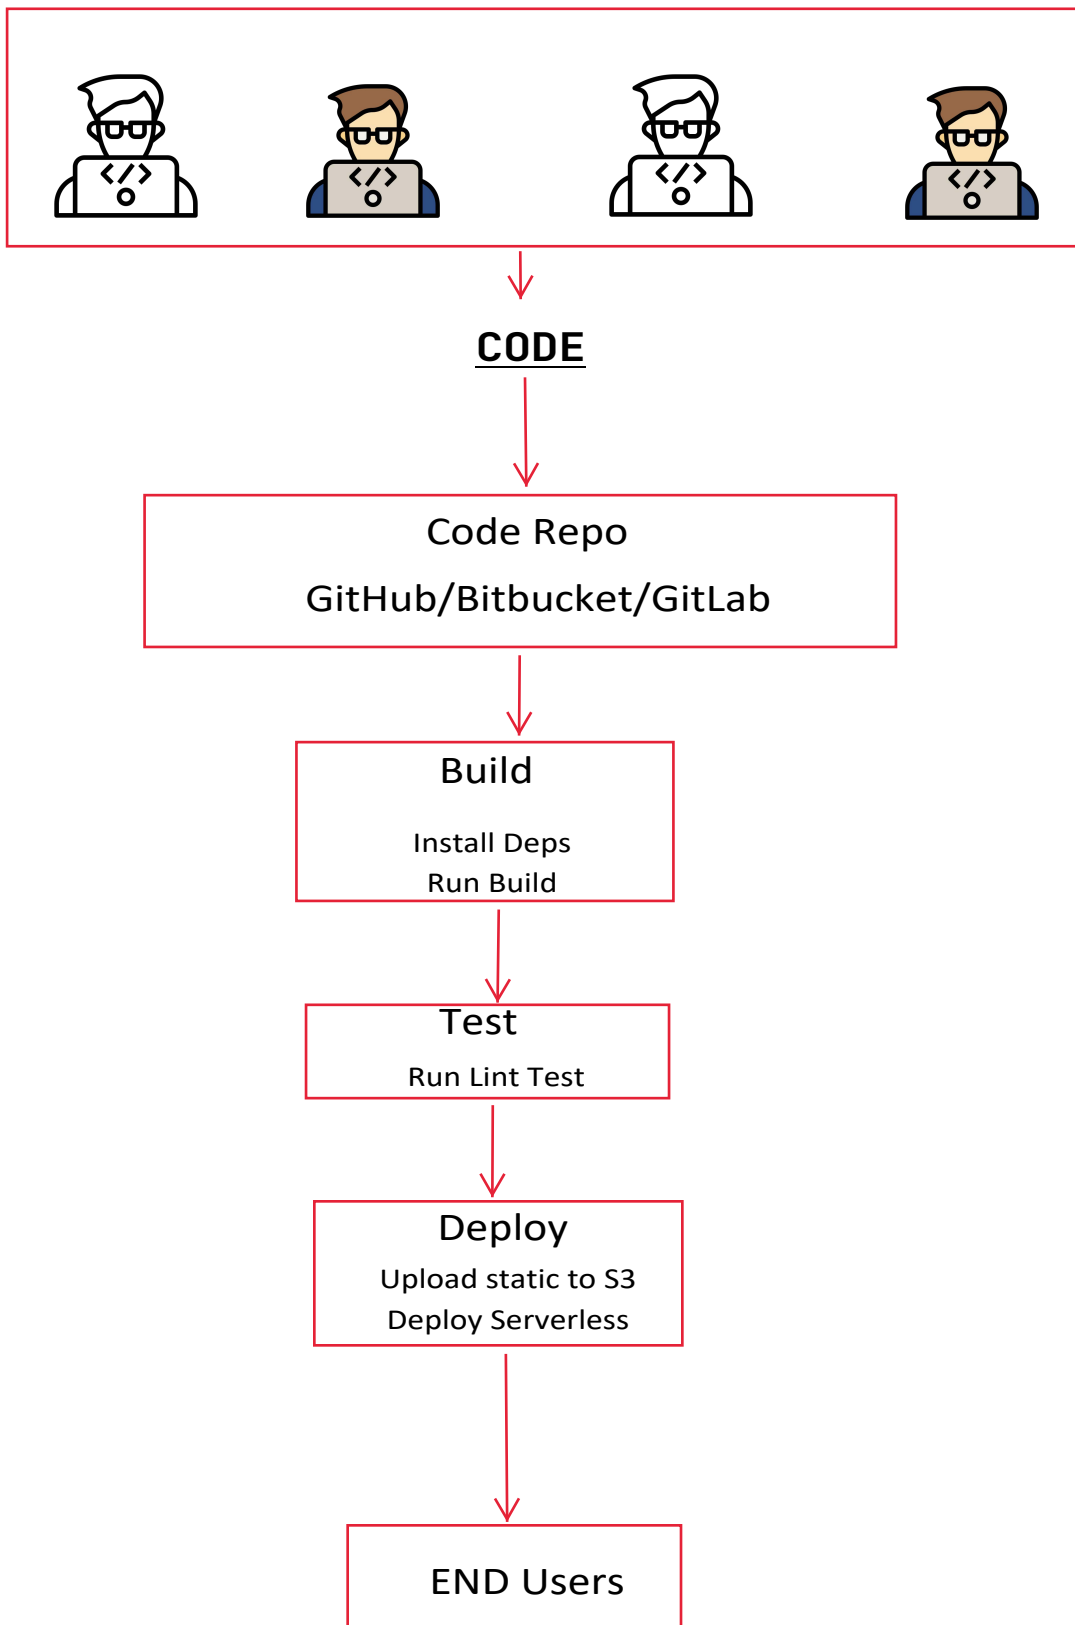 </>
</>
</>
</>
CODE
Code Repo
GitHub/Bitbucket/GitLab
Build
Install Deps
Run Build
Test
Run Lint Test
Deploy
Upload static to S3
Deploy Serverless
END Users